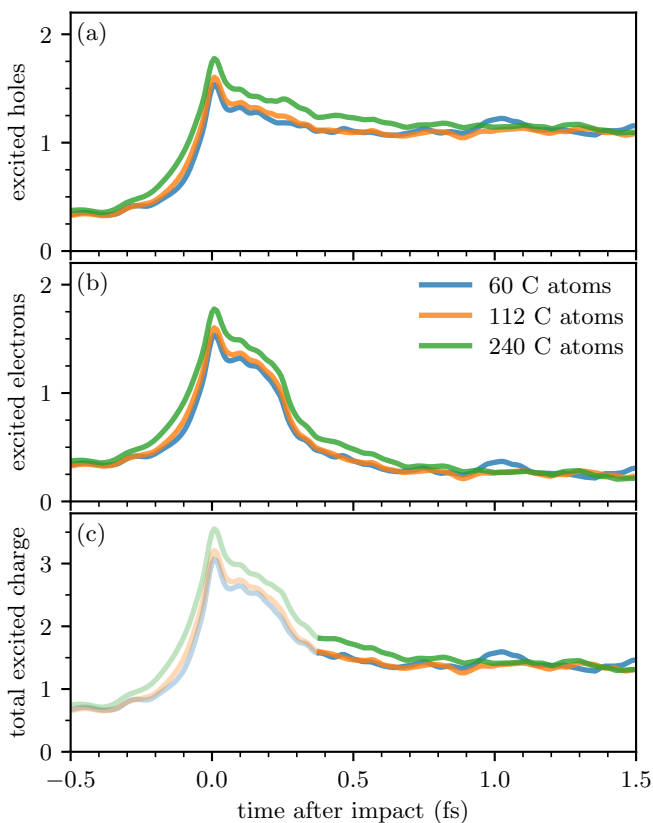 (a)
excited holes
2
1
0
(b)
excited electrons
2
1
0
60 C atoms
112 C atoms
240 C atoms
(c)
total excited charge
3
2
1
0
−0.5 0.0 0.5 1.0 1.5
time after impact (fs)